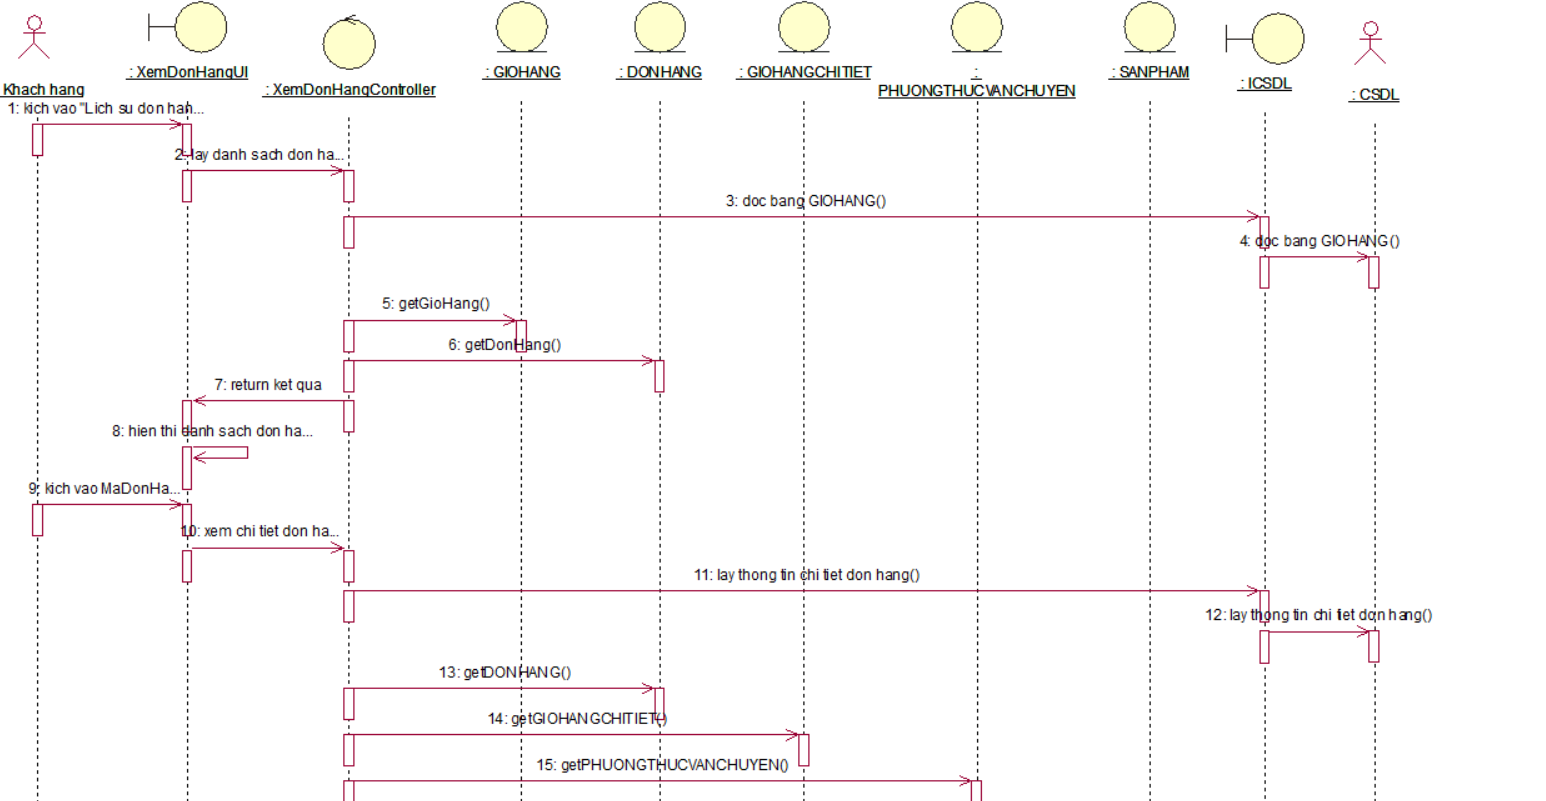 Khach hang
: XemDonHangUI
: XemDonHangController
: GIOHANG
: DONHANG
: GIOHANGCHITIET
:
PHUONGTHUCVANCHUYEN
: SANPHAM
: ICSDL
: CSDL
1: kich vao "Lich su don han...
2: lay danh sach don ha...
3: doc bang GIOHANG()
4: doc bang GIOHANG()
5: getGioHang()
6: getDonHang()
7: return ket qua
8: hien thi danh sach don ha...
9: kich vao MaDonHa...
10: xem chi tiet don ha...
11: lay thong tin chi tiet don hang()
12: lay thong tin chi tiet don hang()
13: getDONHANG()
14: getGIOHANGCHITIET()
15: getPHUONGTHUCVANCHUYEN()